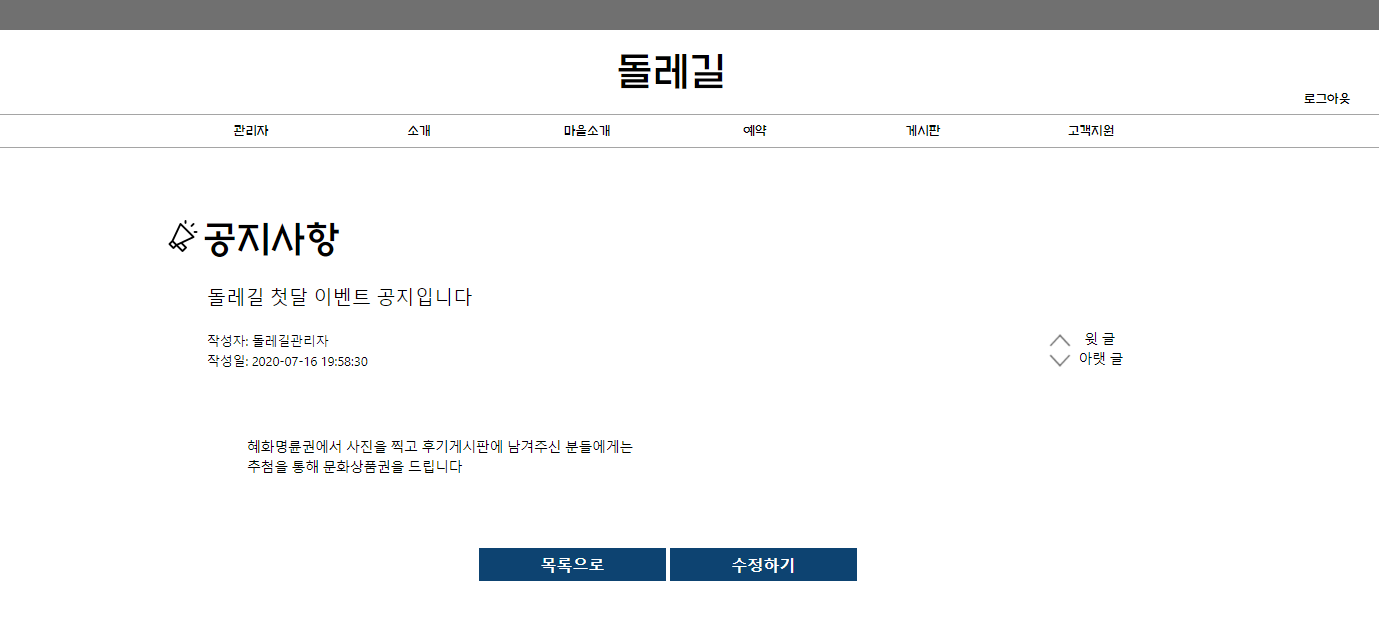 돌레길
로그아웃
관리자 소개 마을소개 예약 게시판 고객지원
공지사항
돌레길 첫달 이벤트 공지입니다
작성자: 돌레길관리자
작성일: 2020-07-16 19:58:30
윗 글
아랫 글
혜화명륜권에서 사진을 찍고 후기게시판에 남겨주신 분들에게는
추첨을 통해 문화상품권을 드립니다
목록으로 수정하기